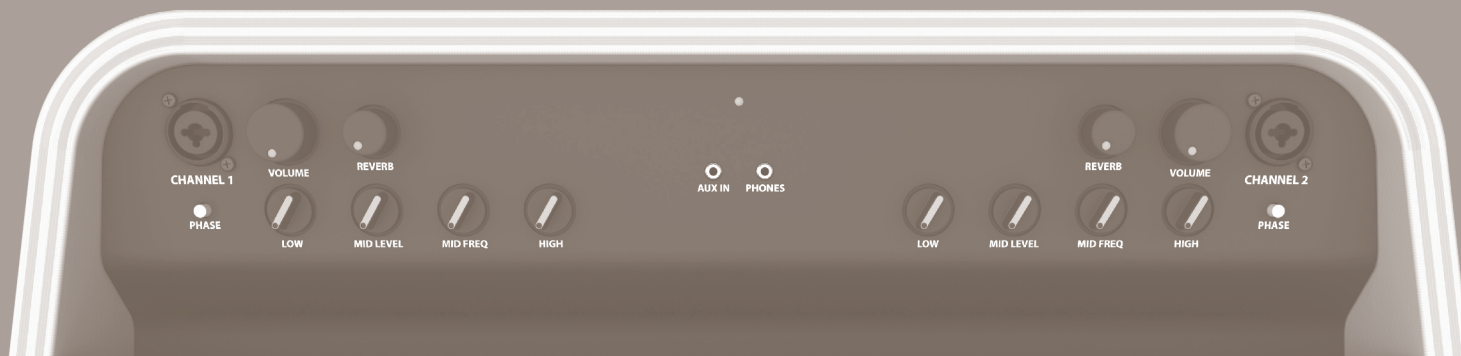 CHANNEL 1
VOLUME
REVERB
PHASE
LOW
MID LEVEL
MID FREQ
HIGH
AUX IN
PHONES
REVERB
VOLUME
CHANNEL 2
LOW
MID LEVEL
MID FREQ
HIGH
PHASE